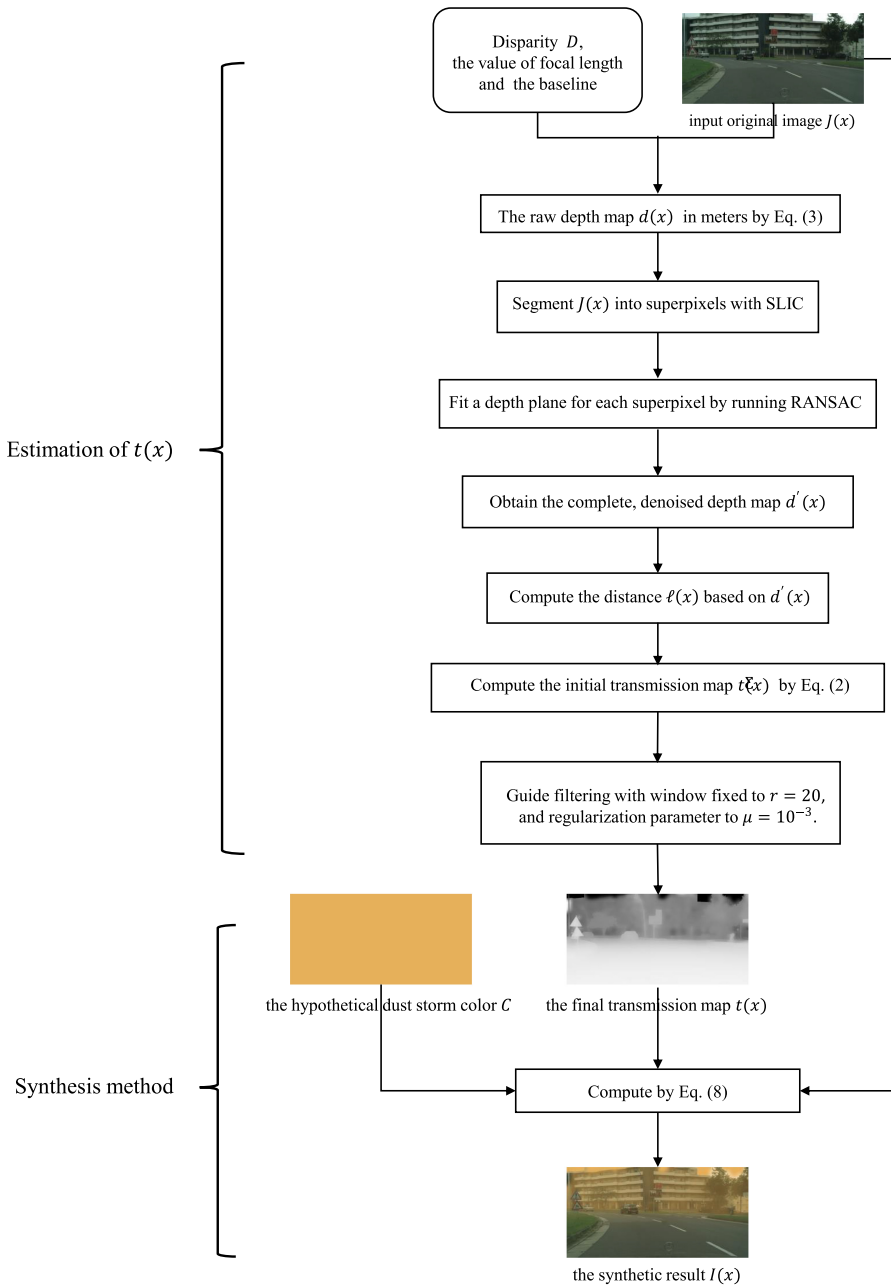 Disparity D,
the value of focal length
and the baseline
input original image J(x)
The raw depth map d(x) in meters by Eq. (3)
Segment J(x) into superpixels with SLIC
Fit a depth plane for each superpixel by running RANSAC
Estimation of t(x)
Obtain the complete, denoised depth map d′(x)
Compute the distance ℓ(x) based on d′(x)
Compute the initial transmission map by Eq. (2)
Guide filtering with window fixed to r = 20,
and regularization parameter to μ = 10⁻³.
the hypothetical dust storm color C
the final transmission map t(x)
Synthesis method
Compute by Eq. (8)
the synthetic result I(x)